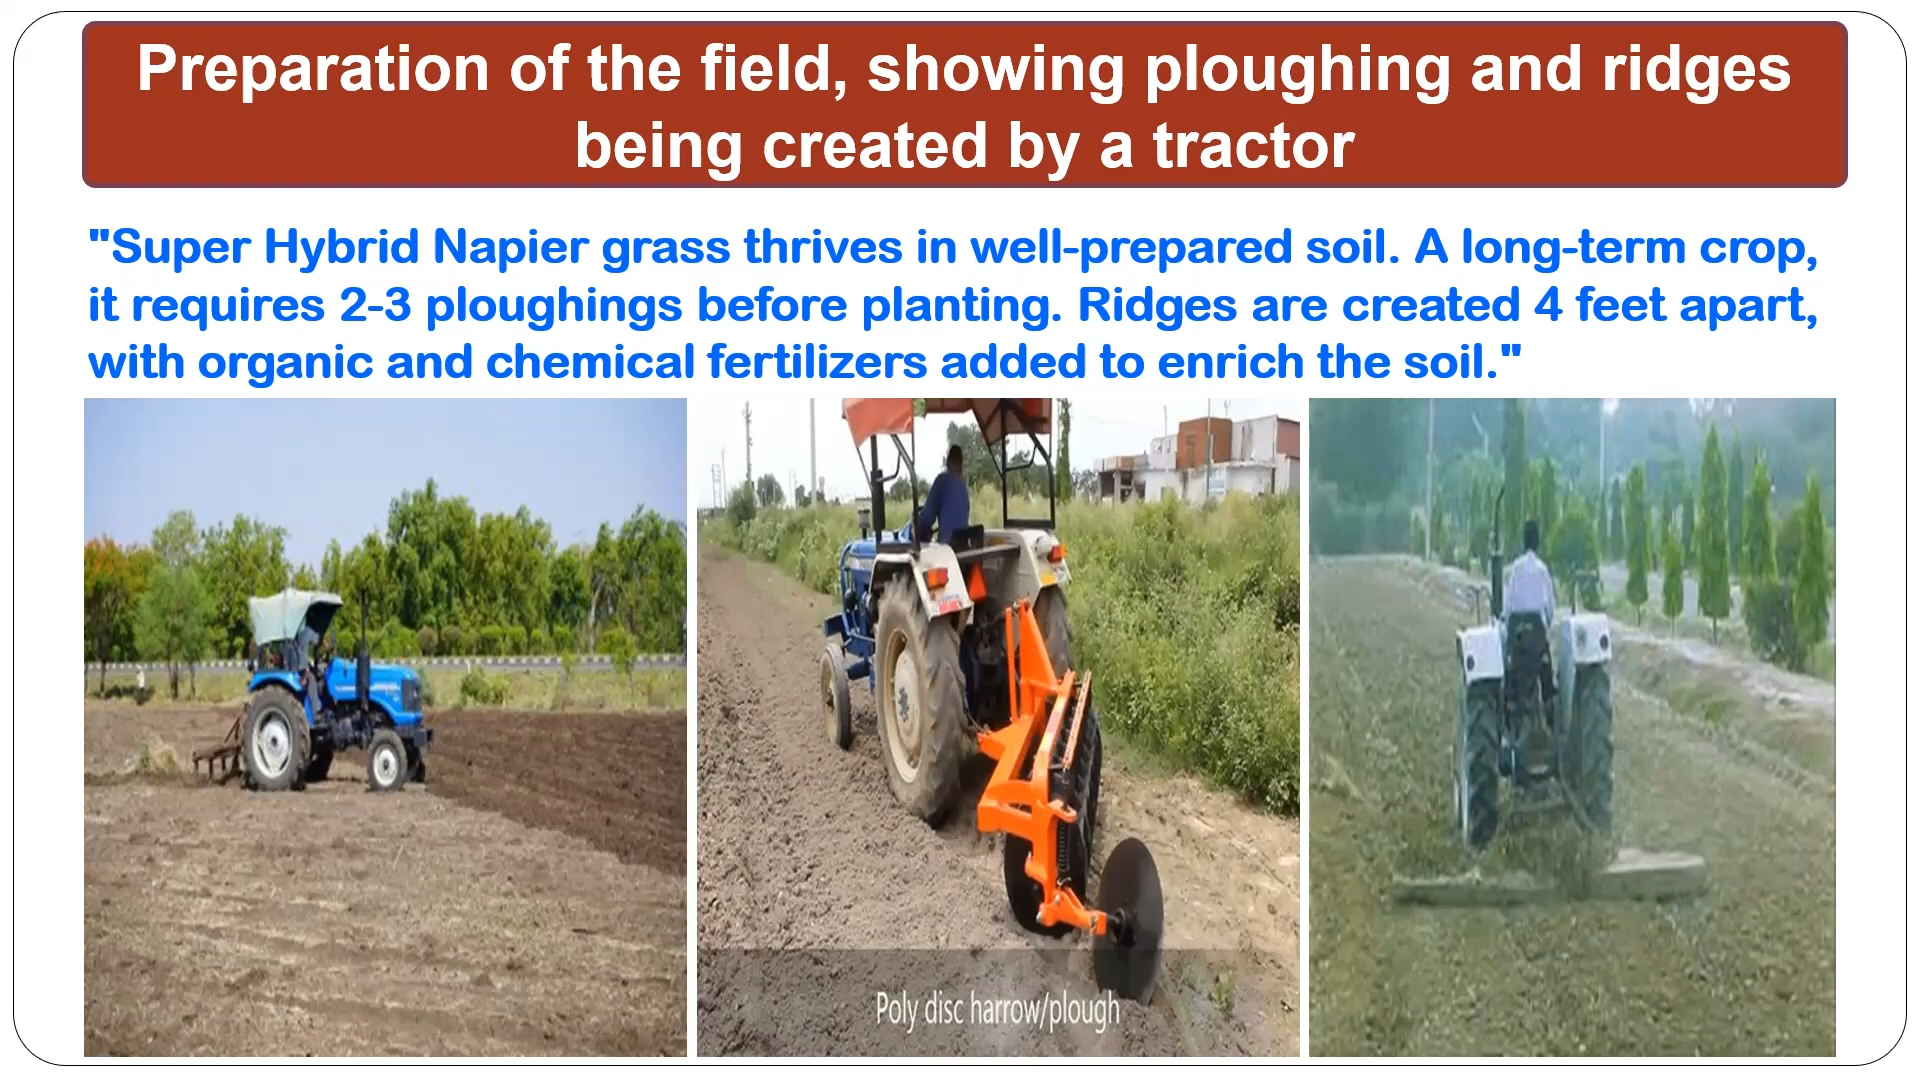 Preparation of the field, showing ploughing and ridges
being created by a tractor
"Super Hybrid Napier grass thrives in well-prepared soil. A long-term crop,
it requires 2-3 ploughings before planting. Ridges are created 4 feet apart,
with organic and chemical fertilizers added to enrich the soil."
Poly disc harrow/plough